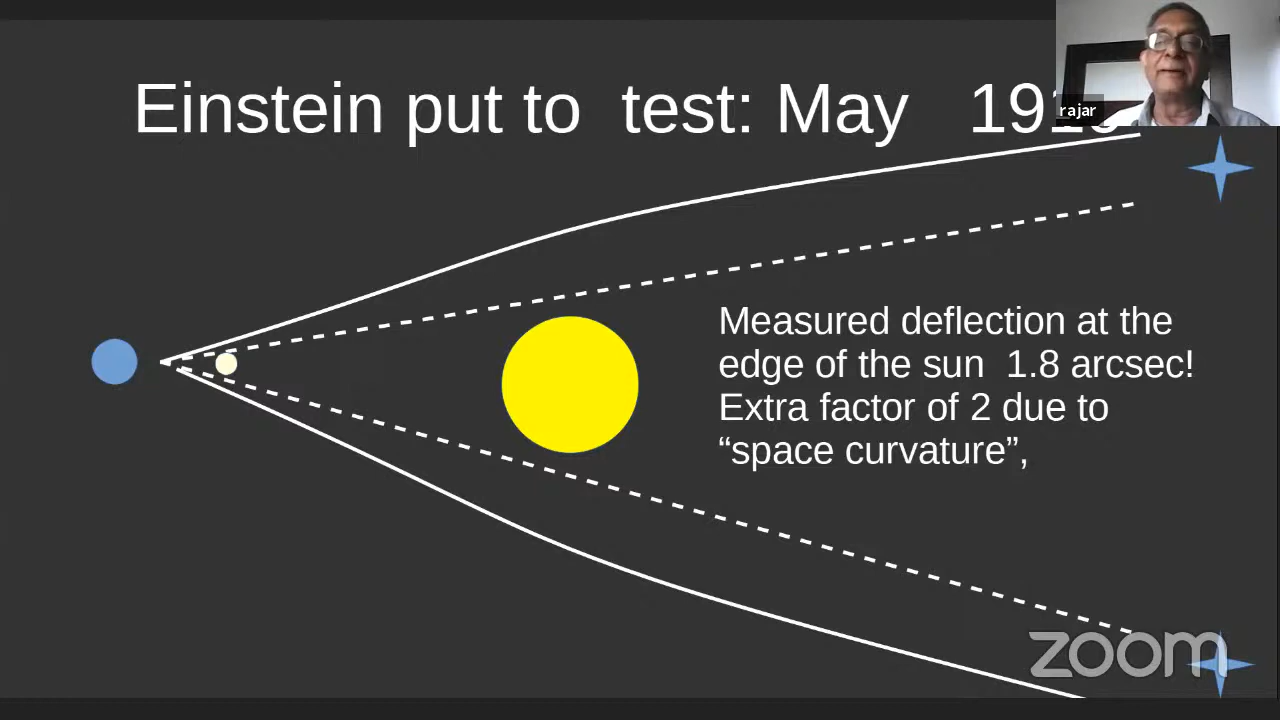 Einstein put to test: May
rajar
Measured deflection at the
edge of the sun 1.8 arcsec!
Extra factor of 2 due to
“space curvature”,
zoom